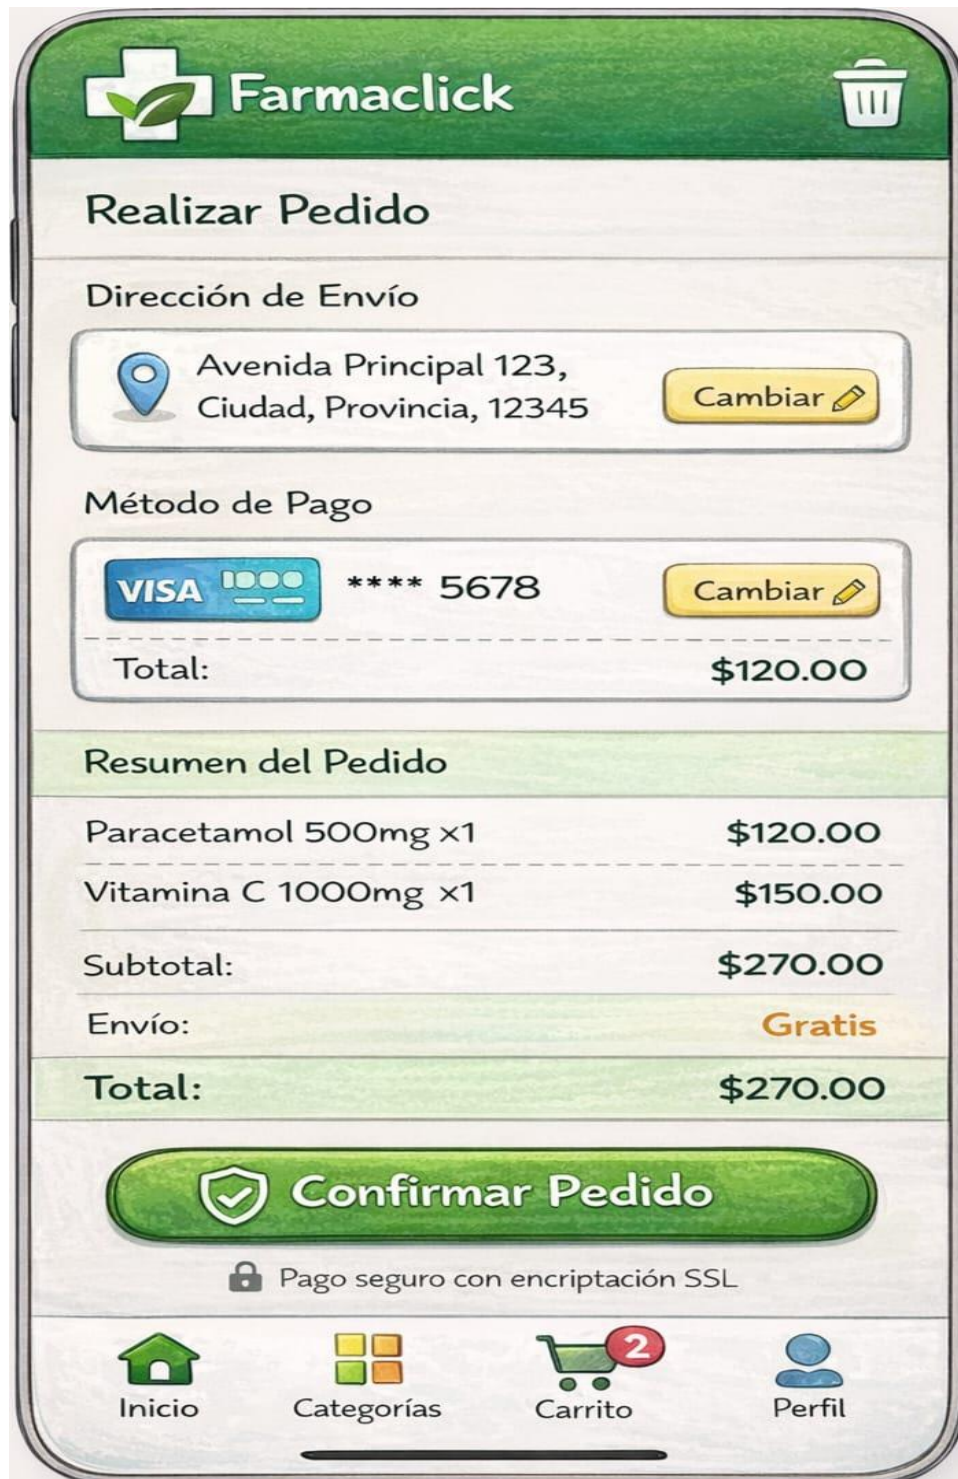 Farmaclick
Realizar Pedido
Dirección de Envío
Avenida Principal 123,
Ciudad, Provincia, 12345
Cambiar
Método de Pago
VISA
**** 5678
Cambiar
Total: $120.00
Resumen del Pedido
Paracetamol 500mg x1 $120.00
Vitamina C 1000mg x1 $150.00
Subtotal: $270.00
Envío: Gratis
Total: $270.00
Confirmar Pedido
Pago seguro con encriptación SSL
2
Inicio Categorías Carrito Perfil